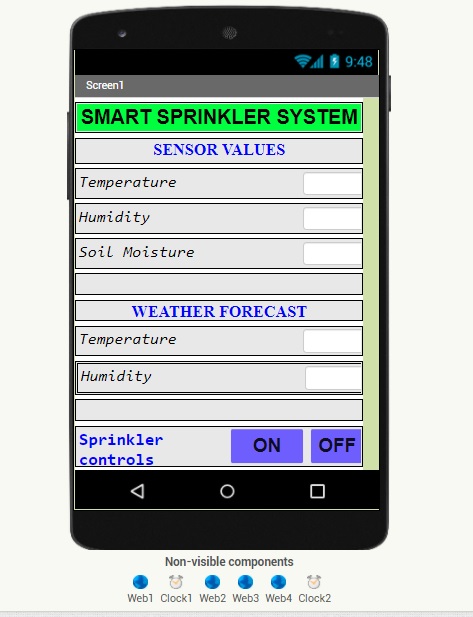 9:48
Screen1
SMART SPRINKLER SYSTEM
SENSOR VALUES
Temperature
Humidity
Soil Moisture
WEATHER FORECAST
Temperature
Humidity
Sprinkler
controls
ON OFF
Non-visible components
Web1 Clock1 Web2 Web3 Web4 Clock2